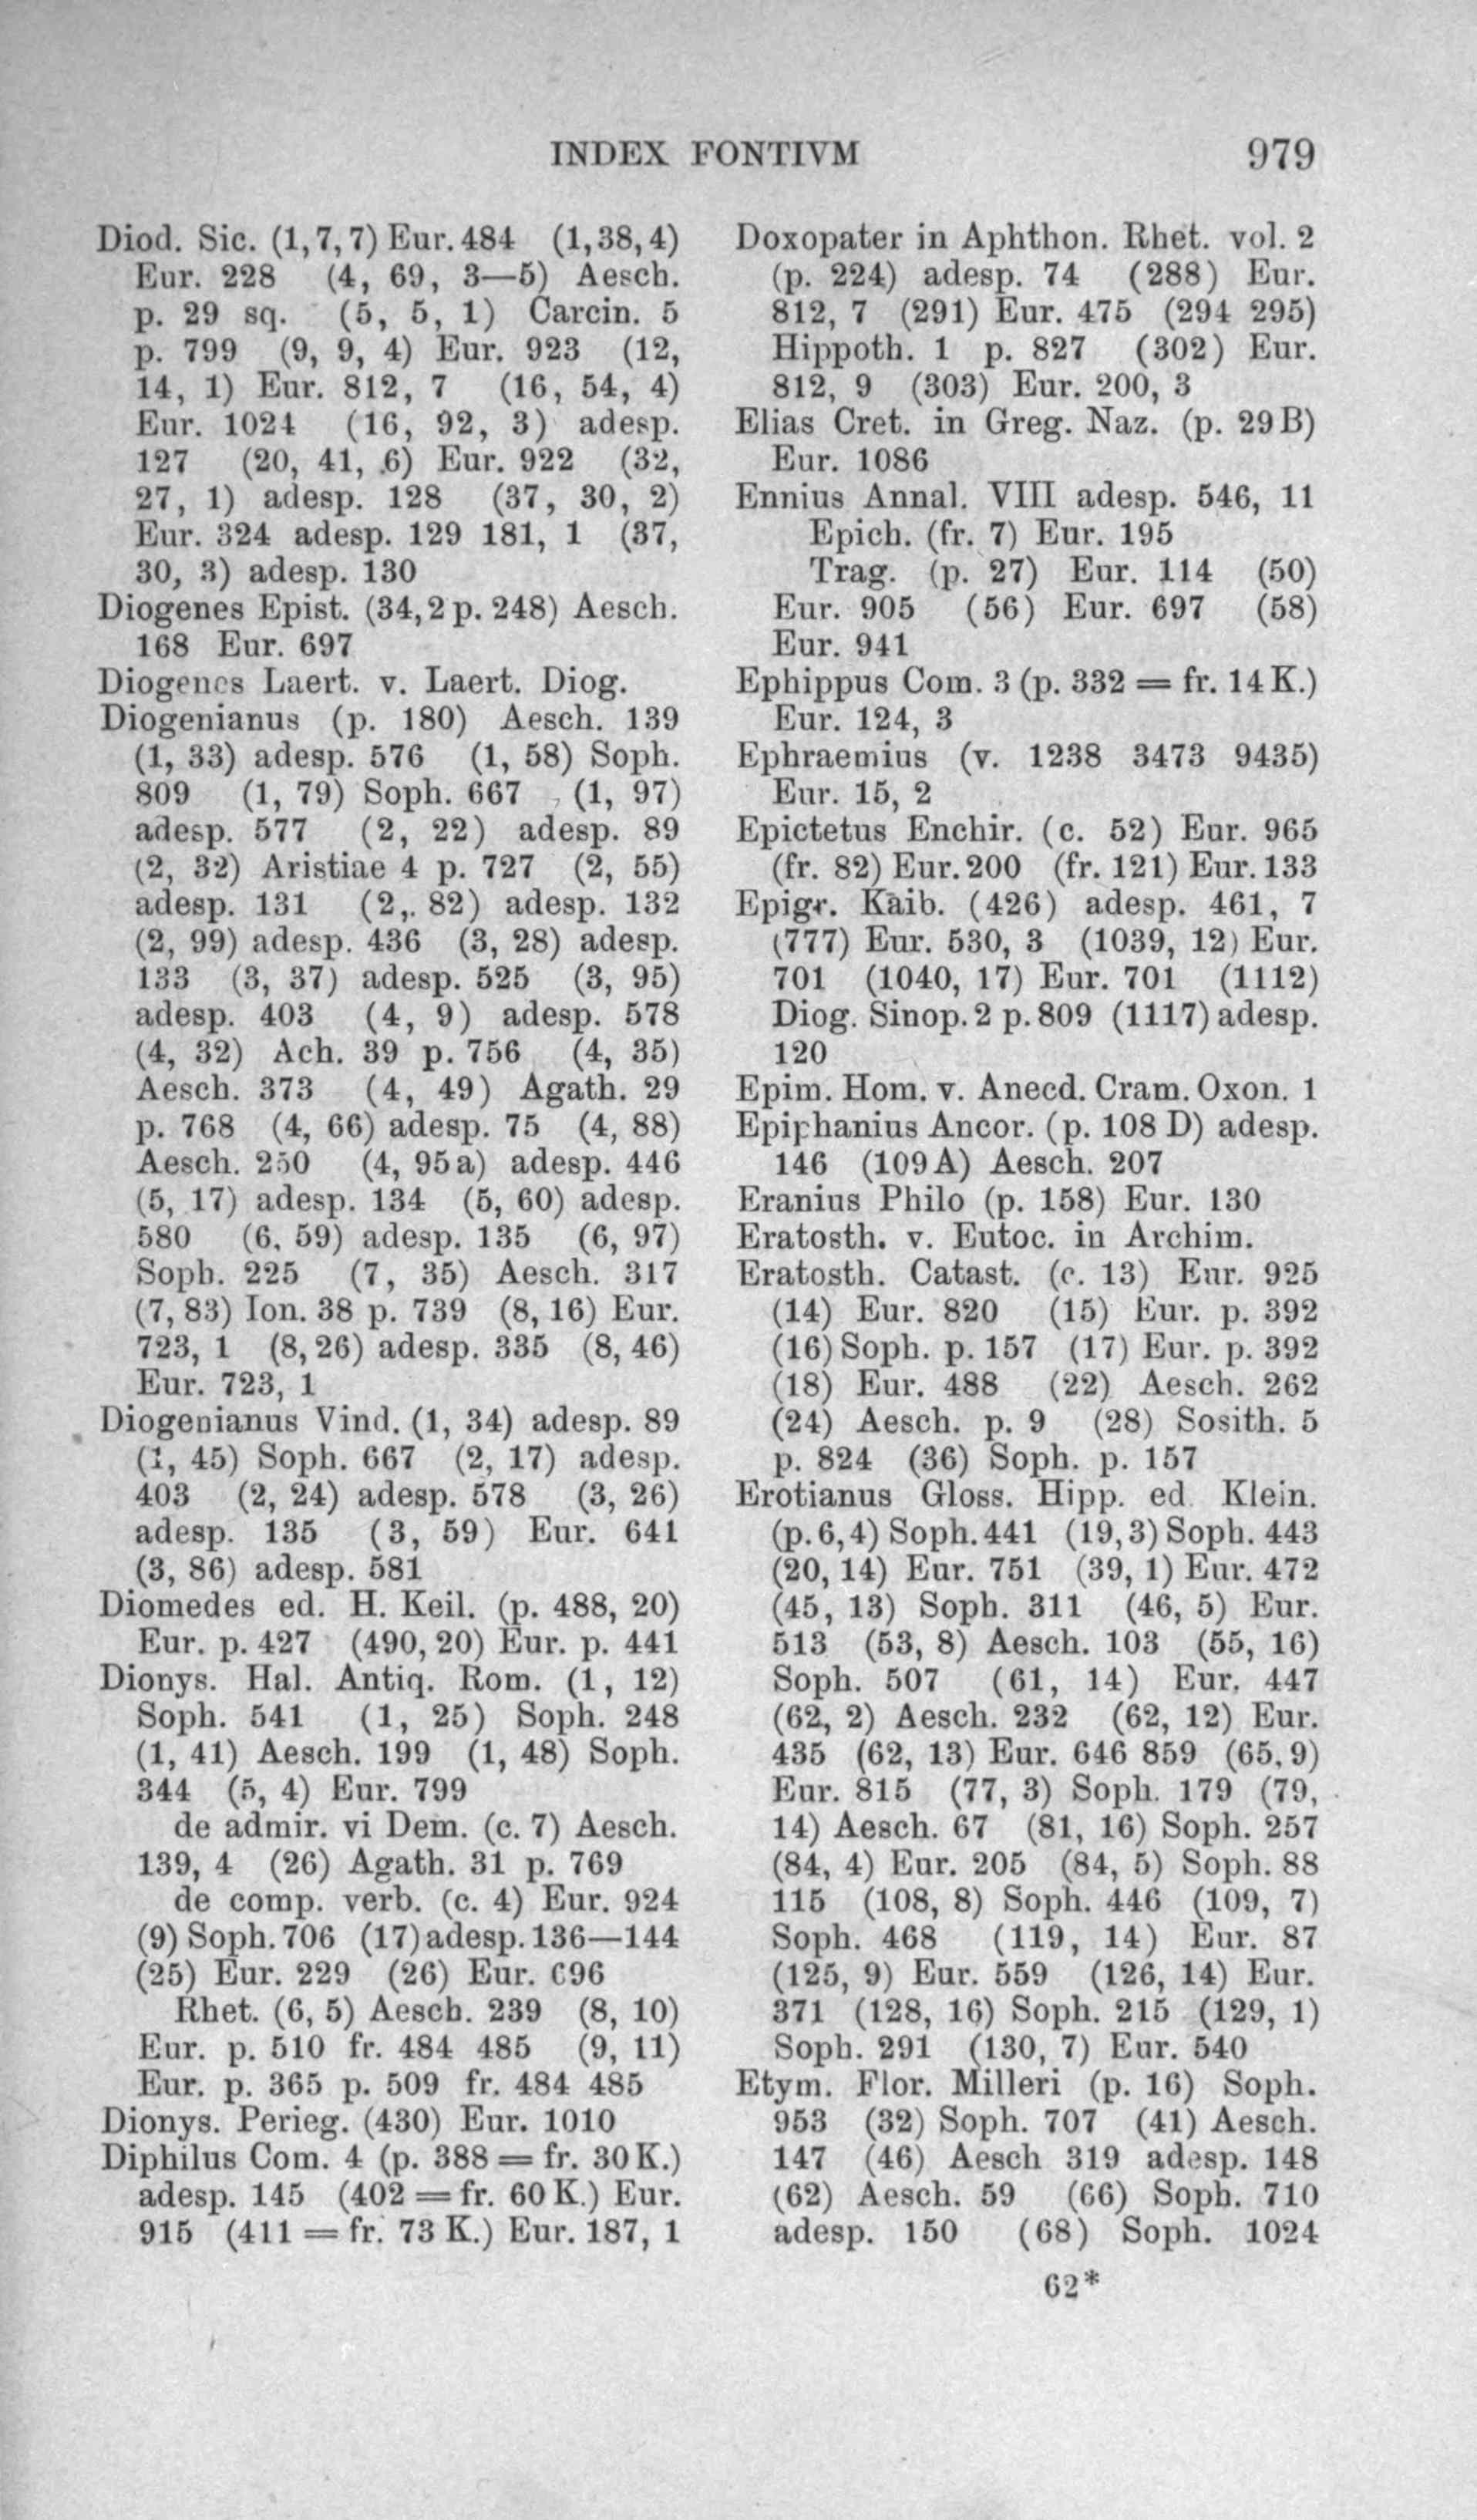 INDEX FONTIVM 979
Diod. Sic. (1,7,7) Eur. 484 (1,38,4)
Eur. 228 (4, 69, 3—5) Aesch.
p. 29 sq. (5, 5, 1) Carcin. 5
p. 799 (9, 9, 4) Eur. 923 (12,
14, 1) Eur. 812, 7 (16, 54, 4)
Eur. 1024 (16, 92, 3) adesp.
127 (20, 41, 6) Eur. 922 (32,
27, 1) adesp. 128 (37, 30, 2)
Eur. 324 adesp. 129 181, 1 (37,
30, 3) adesp. 130
Diogenes Epist. (34,2 p. 248) Aesch.
168 Eur. 697
Diogenes Laert. v. Laert. Diog.
Diogenianus (p. 180) Aesch. 139
(1, 33) adesp. 576 (1, 58) Soph.
809 (1, 79) Soph. 667 (1, 97)
adesp. 577 (2, 22) adesp. 89
(2, 32) Aristiae 4 p. 727 (2, 55)
adesp. 131 (2, 82) adesp. 132
(2, 99) adesp. 436 (3, 28) adesp.
133 (3, 37) adesp. 525 (3, 95)
adesp. 403 (4, 9) adesp. 578
(4, 32) Ach. 39 p. 756 (4, 35)
Aesch. 373 (4, 49) Agath. 29
p. 768 (4, 66) adesp. 75 (4, 88)
Aesch. 250 (4, 95 a) adesp. 446
(5, 17) adesp. 134 (5, 60) adesp.
580 (6, 59) adesp. 135 (6, 97)
Soph. 225 (7, 35) Aesch. 317
(7, 83) Ion. 38 p. 739 (8, 16) Eur.
723, 1 (8, 26) adesp. 335 (8, 46)
Eur. 723, 1
Diogenianus Vind. (1, 34) adesp. 89
(1, 45) Soph. 667 (2, 17) adesp.
403 (2, 24) adesp. 578 (3, 26)
adesp. 135 (3, 59) Eur. 641
(3, 86) adesp. 581
Diomedes ed. H. Keil. (p. 488, 20)
Eur. p. 427 (490, 20) Eur. p. 441
Dionys. Hal. Antiq. Rom. (1, 12)
Soph. 541 (1, 25) Soph. 248
(1, 41) Aesch. 199 (1, 48) Soph.
344 (5, 4) Eur. 799
de admir. vi Dem. (c. 7) Aesch.
139, 4 (26) Agath. 31 p. 769
de comp. verb. (c. 4) Eur. 924
(9) Soph. 706 (17) adesp. 136—144
(25) Eur. 229 (26) Eur. 696
Rhet. (6, 5) Aesch. 239 (8, 10)
Eur. p. 510 fr. 484 485 (9, 11)
Eur. p. 365 p. 509 fr. 484 485
Dionys. Perieg. (430) Eur. 1010
Diphilus Com. 4 (p. 388 = fr. 30 K.)
adesp. 145 (402 = fr. 60 K.) Eur.
915 (411 = fr. 73 K.) Eur. 187, 1
Doxopater in Aphthon. Rhet. vol. 2
(p. 224) adesp. 74 (288) Eur.
812, 7 (291) Eur. 475 (294 295)
Hippoth. 1 p. 827 (302) Eur.
812, 9 (303) Eur. 200, 3
Elias Cret. in Greg. Naz. (p. 29 B)
Eur. 1086
Ennius Annal. VIII adesp. 546, 11
Epich. (fr. 7) Eur. 195
Trag. (p. 27) Eur. 114 (50)
Eur. 905 (56) Eur. 697 (58)
Eur. 941
Ephippus Com. 3 (p. 332 = fr. 14 K.)
Eur. 124, 3
Ephraemius (v. 1238 3473 9435)
Eur. 15, 2
Epictetus Enchir. (c. 52) Eur. 965
(fr. 82) Eur. 200 (fr. 121) Eur. 133
Epigr. Kaib. (426) adesp. 461, 7
(777) Eur. 530, 3 (1039, 12) Eur.
701 (1040, 17) Eur. 701 (1112)
Diog. Sinop. 2 p. 809 (1117) adesp.
120
Epim. Hom. v. Anecd. Cram. Oxon. 1
Epiphanius Ancor. (p. 108 D) adesp.
146 (109 A) Aesch. 207
Eranius Philo (p. 158) Eur. 130
Eratosth. v. Eutoc. in Archim.
Eratosth. Catast. (c. 13) Eur. 925
(14) Eur. 820 (15) Eur. p. 392
(16) Soph. p. 157 (17) Eur. p. 392
(18) Eur. 488 (22) Aesch. 262
(24) Aesch. p. 9 (28) Sosith. 5
p. 824 (36) Soph. p. 157
Erotianus Gloss. Hipp. ed. Klein.
(p. 6,4) Soph. 441 (19,3) Soph. 443
(20, 14) Eur. 751 (39, 1) Eur. 472
(45, 13) Soph. 311 (46, 5) Eur.
513 (53, 8) Aesch. 103 (55, 16)
Soph. 507 (61, 14) Eur. 447
(62, 2) Aesch. 232 (62, 12) Eur.
435 (62, 13) Eur. 646 859 (65, 9)
Eur. 815 (77, 3) Soph. 179 (79,
14) Aesch. 67 (81, 16) Soph. 257
(84, 4) Eur. 205 (84, 5) Soph. 88
115 (108, 8) Soph. 446 (109, 7)
Soph. 468 (119, 14) Eur. 87
(125, 9) Eur. 559 (126, 14) Eur.
371 (128, 16) Soph. 215 (129, 1)
Soph. 291 (130, 7) Eur. 540
Etym. Flor. Milleri (p. 16) Soph.
953 (32) Soph. 707 (41) Aesch.
147 (46) Aesch 319 adesp. 148
(62) Aesch. 59 (66) Soph. 710
adesp. 150 (68) Soph. 1024
62*